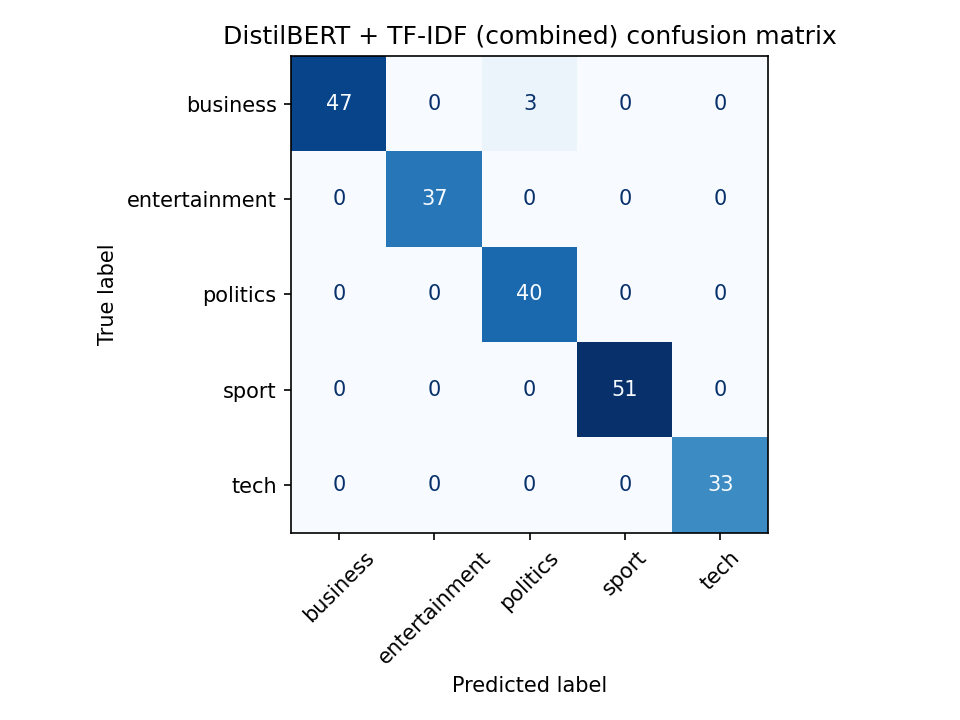 DistilBERT + TF-IDF (combined) confusion matrix
business 47 0 3 0 0
entertainment 0 37 0 0 0
politics 0 0 40 0 0
sport 0 0 0 51 0
tech 0 0 0 0 33
True label
business entertainment politics sport tech
Predicted label